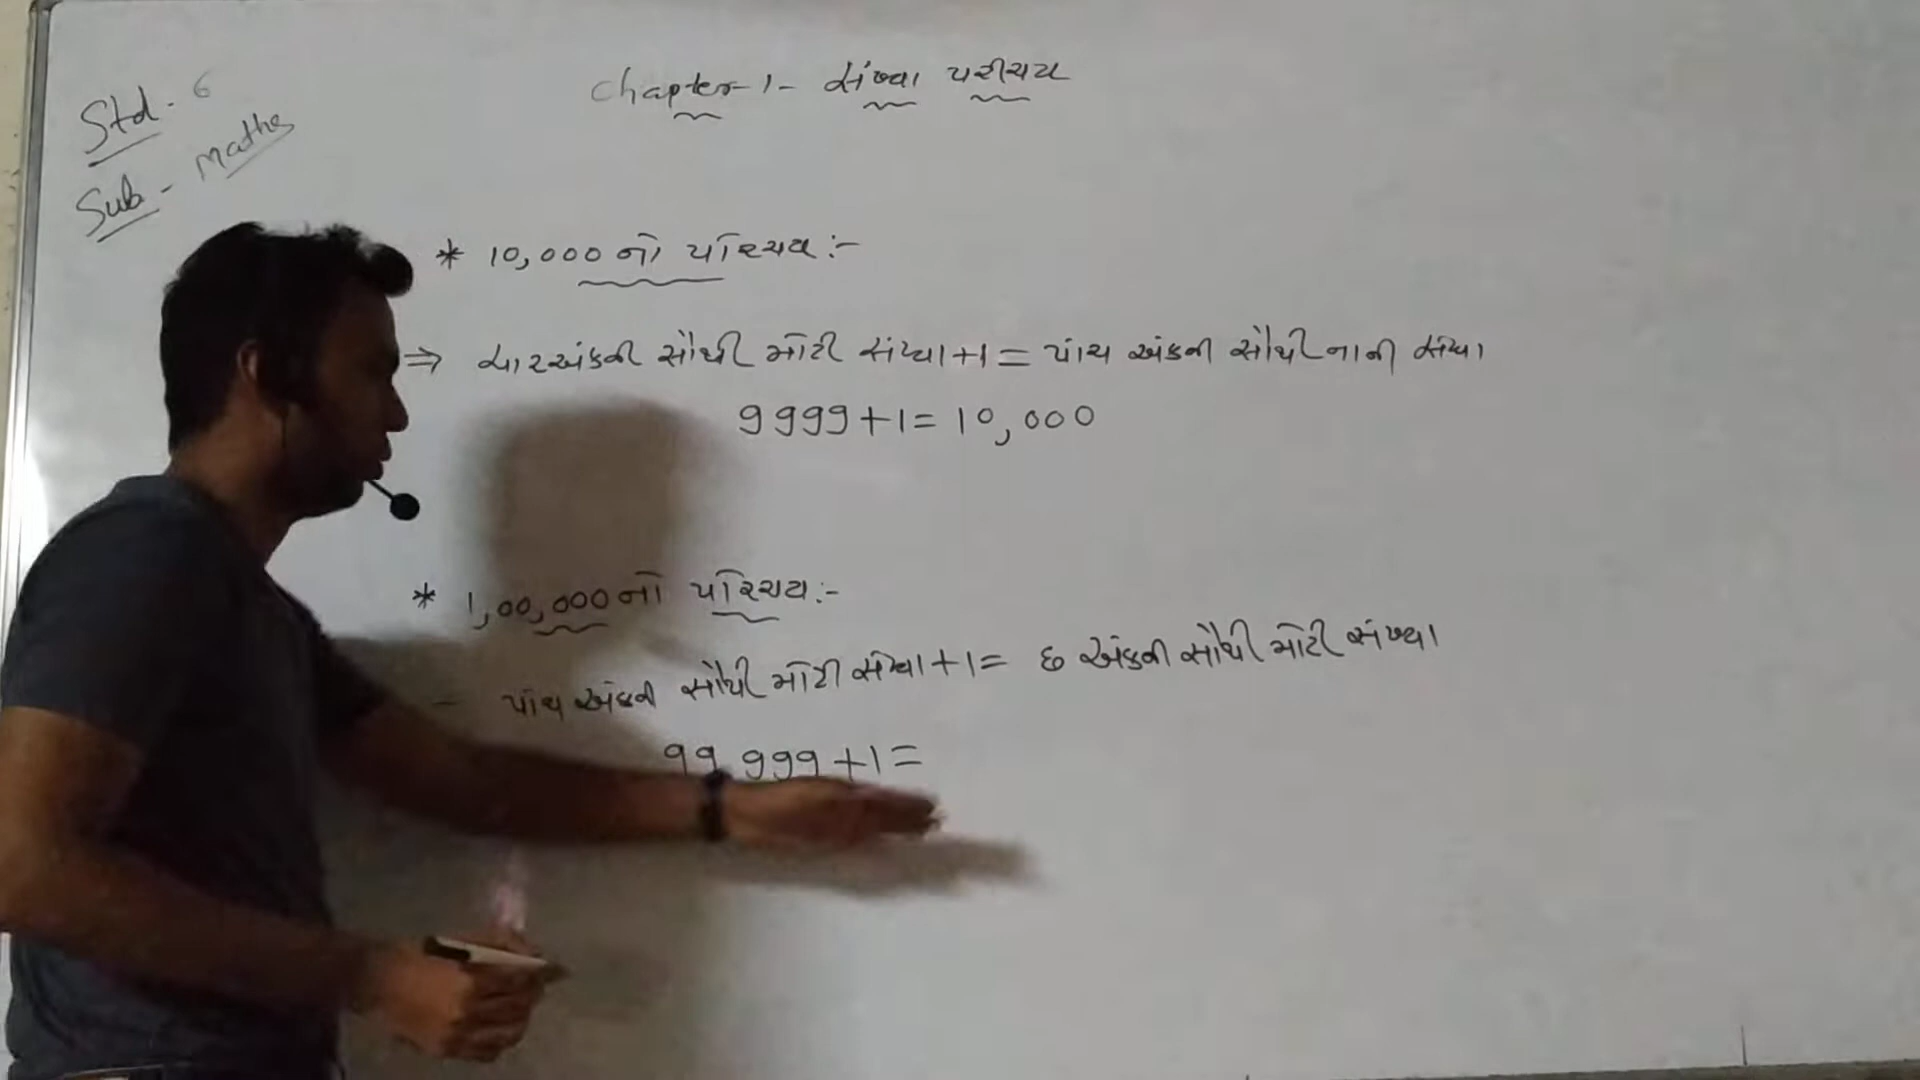 Std. 6
Sub - Maths
Chapter-1- સંખ્યા પરીચય
* 10,000 નો પરિચય :-
⇒ ચાર અંકની સૌથી મોટી સંખ્યા +1 = પાંચ અંકની સૌથી નાની સંખ્યા
9999+1= 10,000
* 1,00,000 નો પરિચય :-
- પાંચ અંકની સૌથી મોટી સંખ્યા +1 = છ અંકની સૌથી મોટી સંખ્યા
99,999+1=